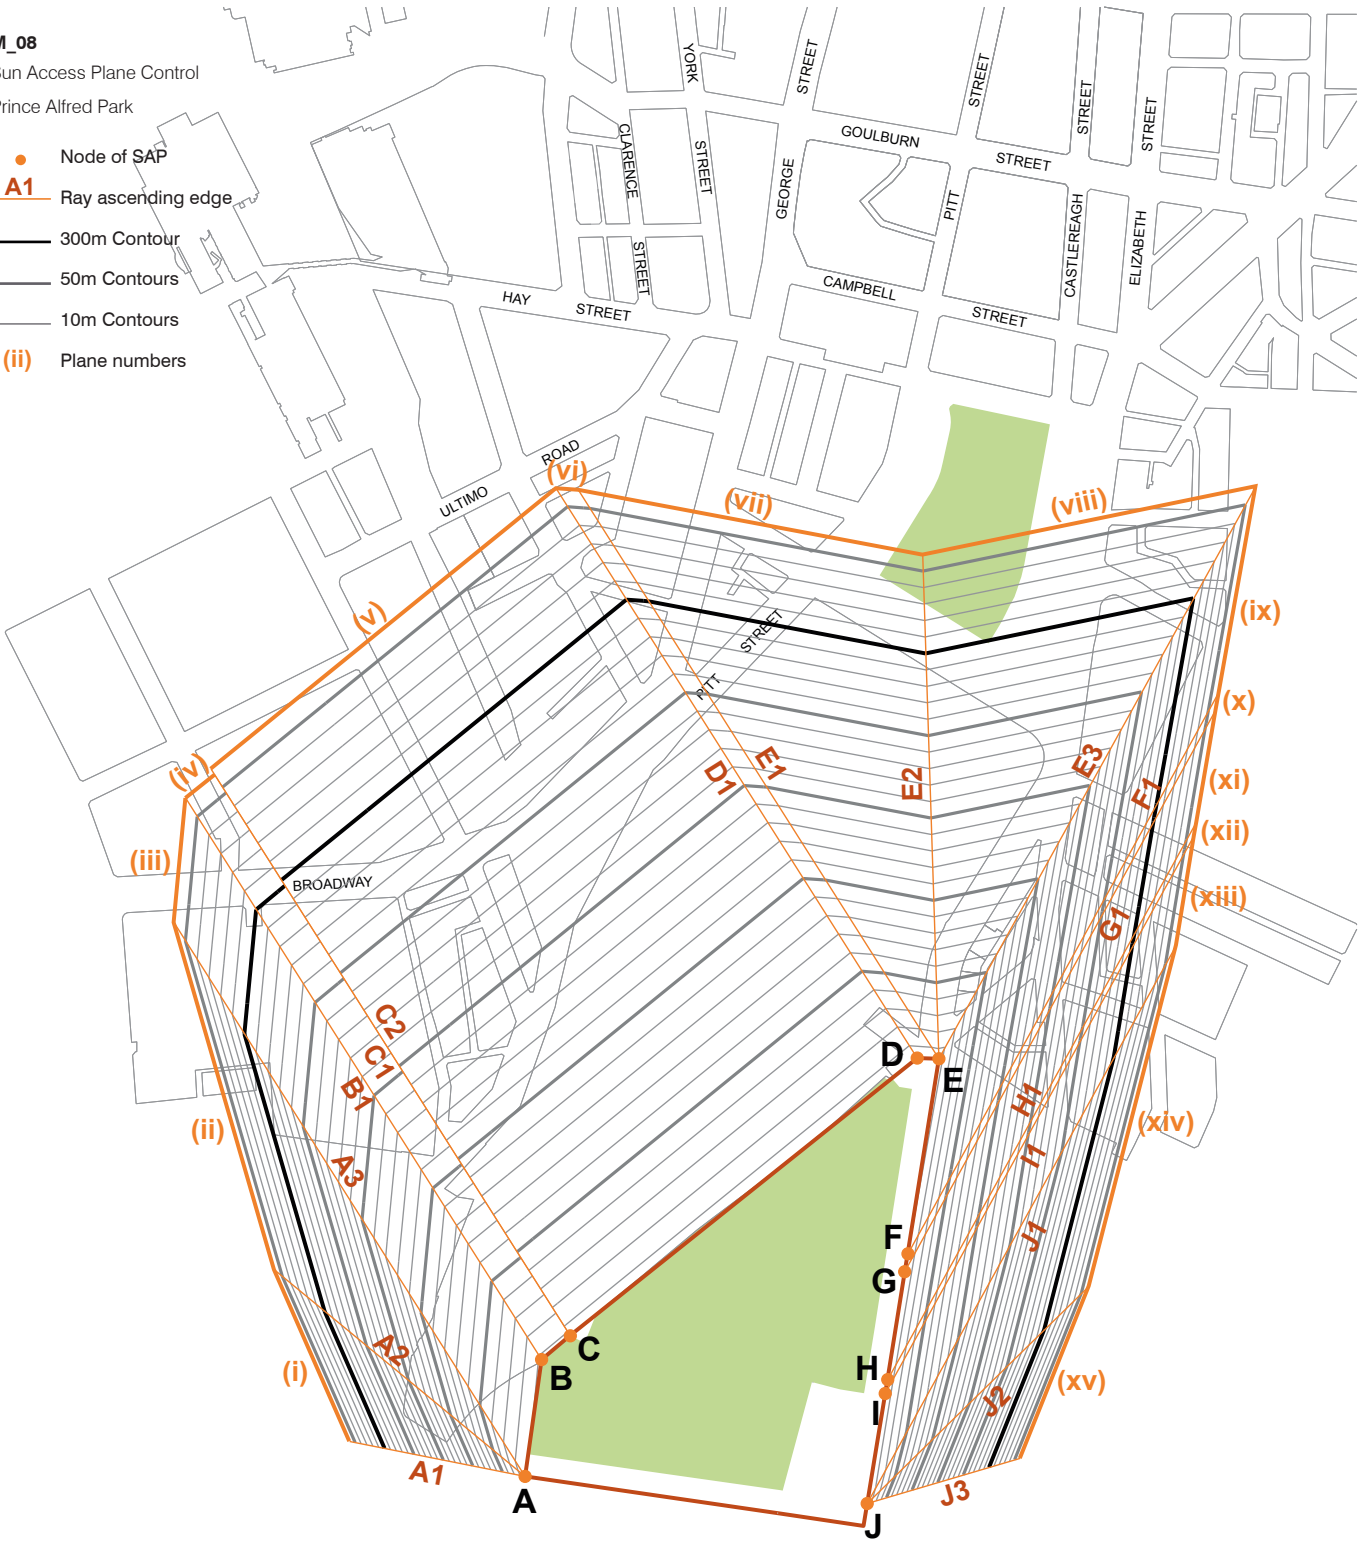 M_08
Sun Access Plane Control
Prince Alfred Park
Node of SAP
A1
Ray ascending edge
300m Contour
50m Contours
10m Contours
(ii)
Plane numbers
YORK
STREET
STREET
STREET
STREET
CLARENCE
STREET
STREET
GEORGE
GOULBURN
STREET
PITT
CASTLEREAGH
ELIZABETH
CAMPBELL
STREET
HAY
STREET
ROAD
ULTIMO
(vi)
(vii)
(viii)
(v)
(ix)
STREET
PITT
(x)
(iv)
D1
E1
E2
E3
F1
(xi)
(xii)
(iii)
BROADWAY
(xiii)
G1
C2
C1
B1
D
E
H1
(ii)
(xiv)
I1
A3
J1
F
G
A2
C
B
H
I
(i)
(xv)
J2
A1
J3
A
J